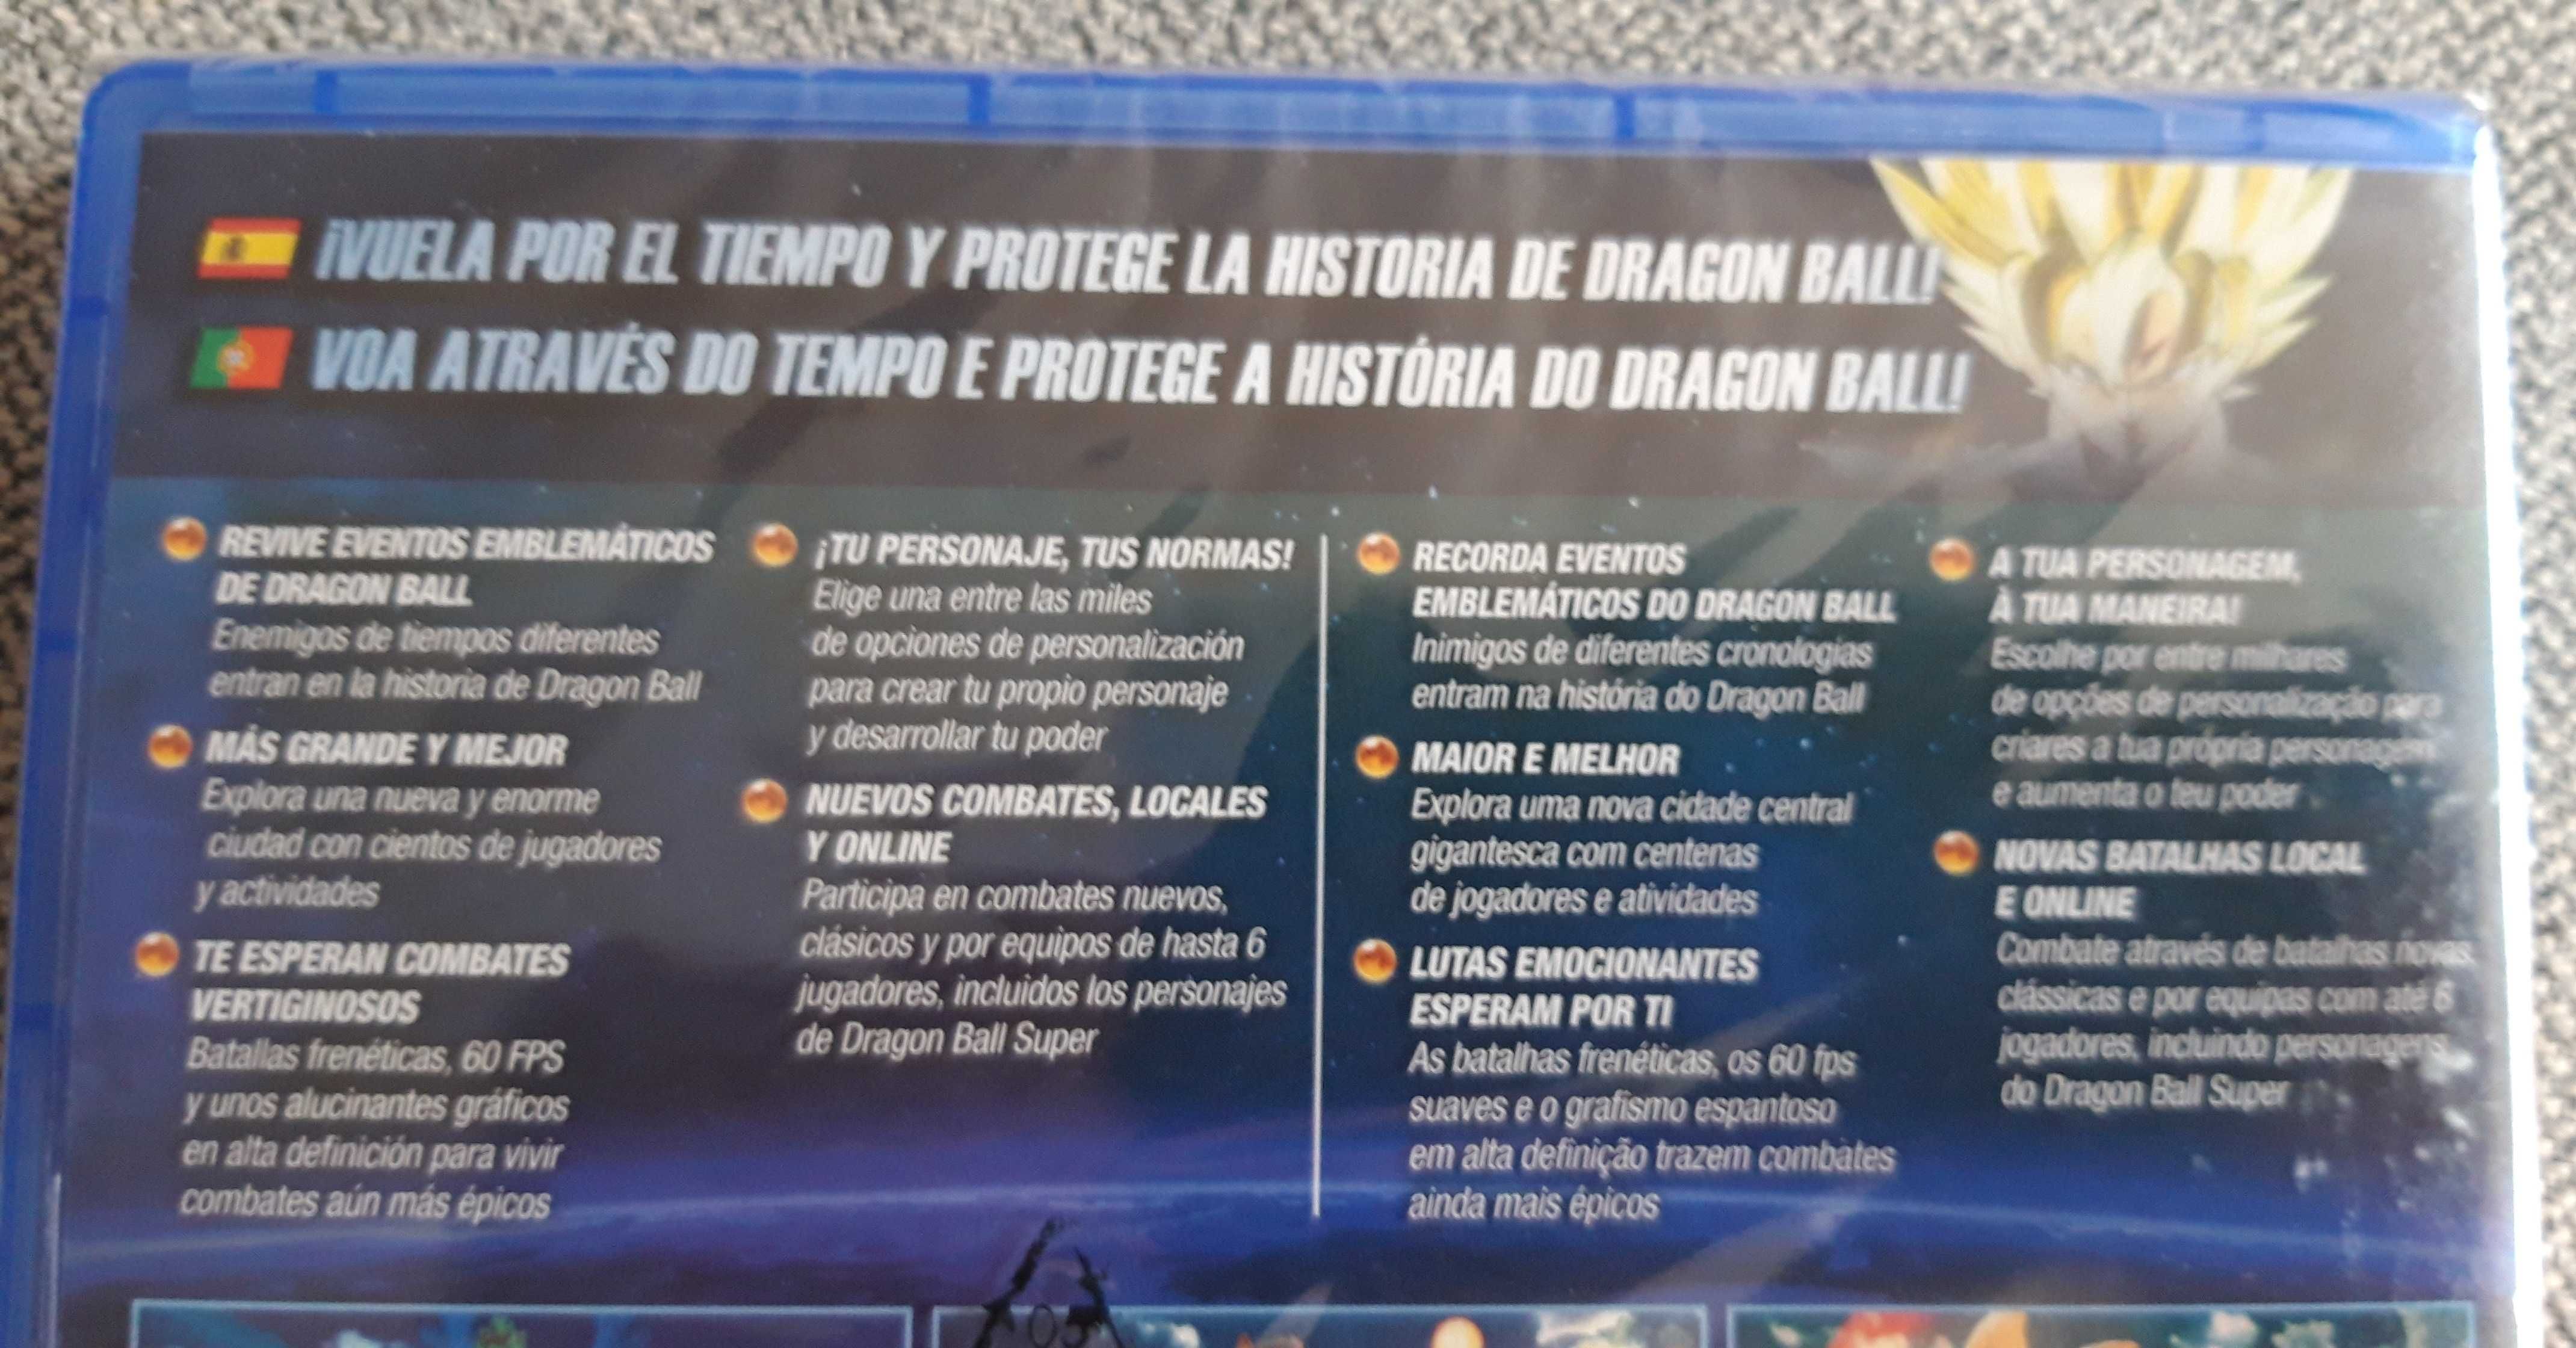 ¡VUELA POR EL TIEMPO Y PROTEGE LA HISTORIA DE DRAGON BALL!
VOA ATRAVÉS DO TEMPO E PROTEGE A HISTÓRIA DO DRAGON BALL!
REVIVE EVENTOS EMBLEMÁTICOS
DE DRAGON BALL
Enemigos de tiempos diferentes
entran en la historia de Dragon Ball
MÁS GRANDE Y MEJOR
Explora una nueva y enorme
ciudad con cientos de jugadores
y actividades
TE ESPERAN COMBATES
VERTIGINOSOS
Batallas frenéticas, 60 FPS
y unos alucinantes gráficos
en alta definición para vivir
combates aún más épicos
¡TU PERSONAJE, TUS NORMAS!
Elige una entre las miles
de opciones de personalización
para crear tu propio personaje
y desarrollar tu poder
NUEVOS COMBATES, LOCALES
Y ONLINE
Participa en combates nuevos,
clásicos y por equipos de hasta 6
jugadores, incluidos los personajes
de Dragon Ball Super
RECORDA EVENTOS
EMBLEMÁTICOS DO DRAGON BALL
Inimigos de diferentes cronologias
entram na história do Dragon Ball
MAIOR E MELHOR
Explora uma nova cidade central
gigantesca com centenas
de jogadores e atividades
LUTAS EMOCIONANTES
ESPERAM POR TI
As batalhas frenéticas, os 60 fps
suaves e o grafismo espantoso
em alta definição trazem combates
ainda mais épicos
A TUA PERSONAGEM,
À TUA MANEIRA!
Escolhe por entre milhares
de opções de personalização para
criares a tua própria personagem
e aumenta o teu poder
NOVAS BATALHAS LOCAL
E ONLINE
Combate através de batalhas novas,
clássicas e por equipas com até 6
jogadores, incluindo personagens
do Dragon Ball Super